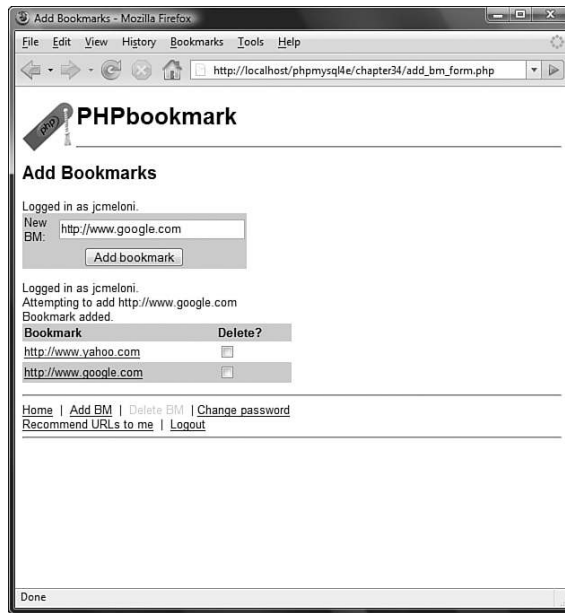 Add Bookmarks - Mozilla Firefox
File Edit View History Bookmarks Tools Help
http://localhost/phpmysql4e/chapter34/add_bm_form.php
php
PHPbookmark
Add Bookmarks
Logged in as jcmeloni.
New BM: http://www.google.com
Add bookmark
Logged in as jcmeloni.
Attempting to add http://www.google.com
Bookmark added.
Bookmark Delete?
http://www.yahoo.com
http://www.google.com
Home | Add BM | Delete BM | Change password
Recommend URLs to me | Logout
Done